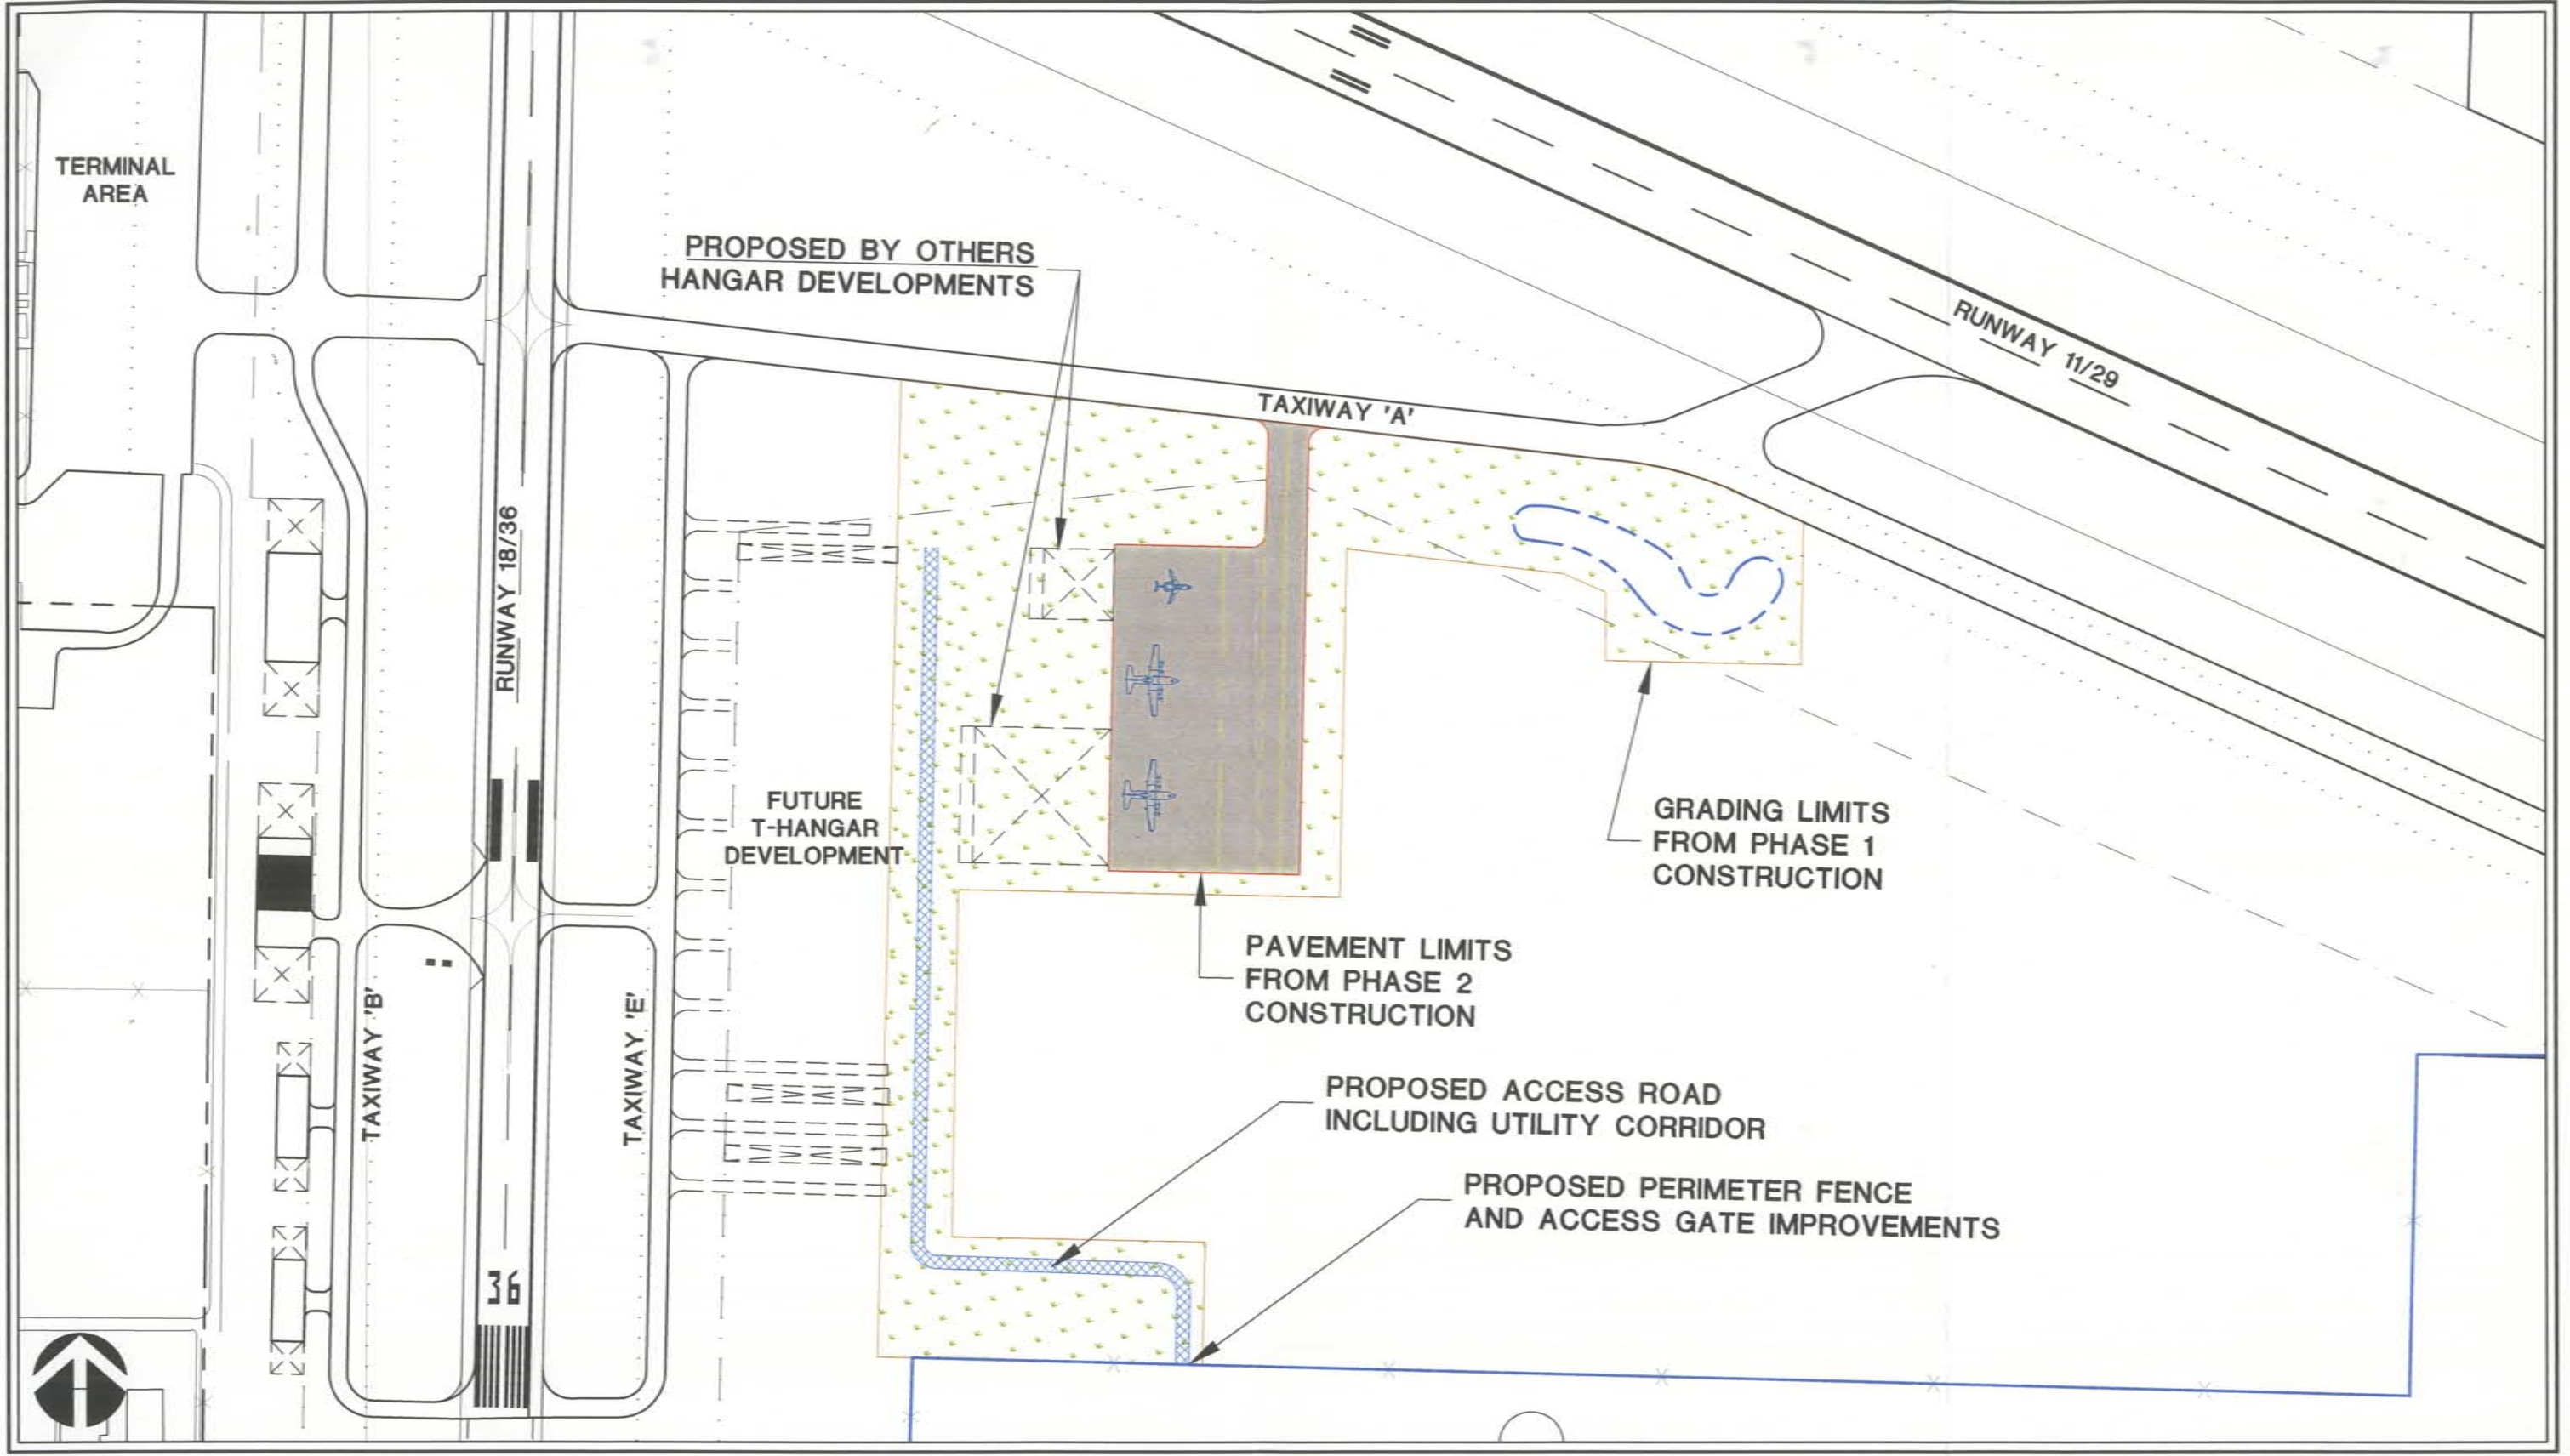 TERMINAL
AREA
PROPOSED BY OTHERS
HANGAR DEVELOPMENTS
RUNWAY 11/29
TAXIWAY 'A'
RUNWAY 18/36
FUTURE
T-HANGAR
DEVELOPMENT
GRADING LIMITS
FROM PHASE 1
CONSTRUCTION
PAVEMENT LIMITS
FROM PHASE 2
CONSTRUCTION
TAXIWAY 'B'
TAXIWAY 'E'
PROPOSED ACCESS ROAD
INCLUDING UTILITY CORRIDOR
PROPOSED PERIMETER FENCE
AND ACCESS GATE IMPROVEMENTS
36